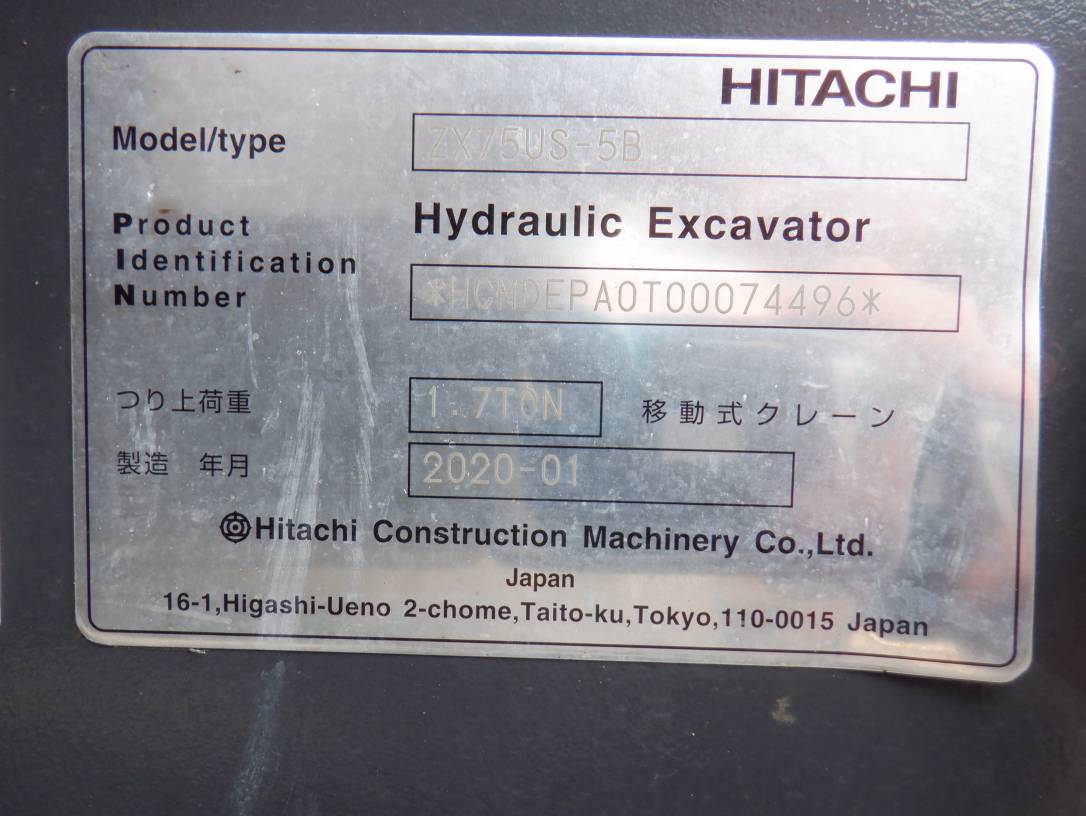 HITACHI
Model/type ZX75US-5B
Hydraulic Excavator
Product
Identification
Number *HCMDEPA0T00074496*
つり上荷重 1.7TON 移動式クレーン
製造 年月 2020-01
Hitachi Construction Machinery Co.,Ltd.
Japan
16-1,Higashi-Ueno 2-chome,Taito-ku,Tokyo,110-0015 Japan